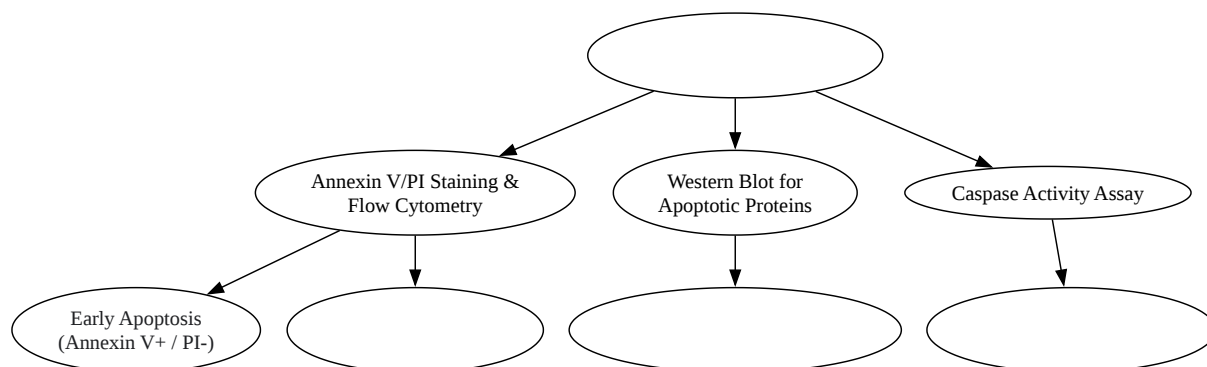 Annexin V/PI Staining &
Flow Cytometry
Western Blot for
Apoptotic Proteins
Caspase Activity Assay
Early Apoptosis
(Annexin V+ / PI-)